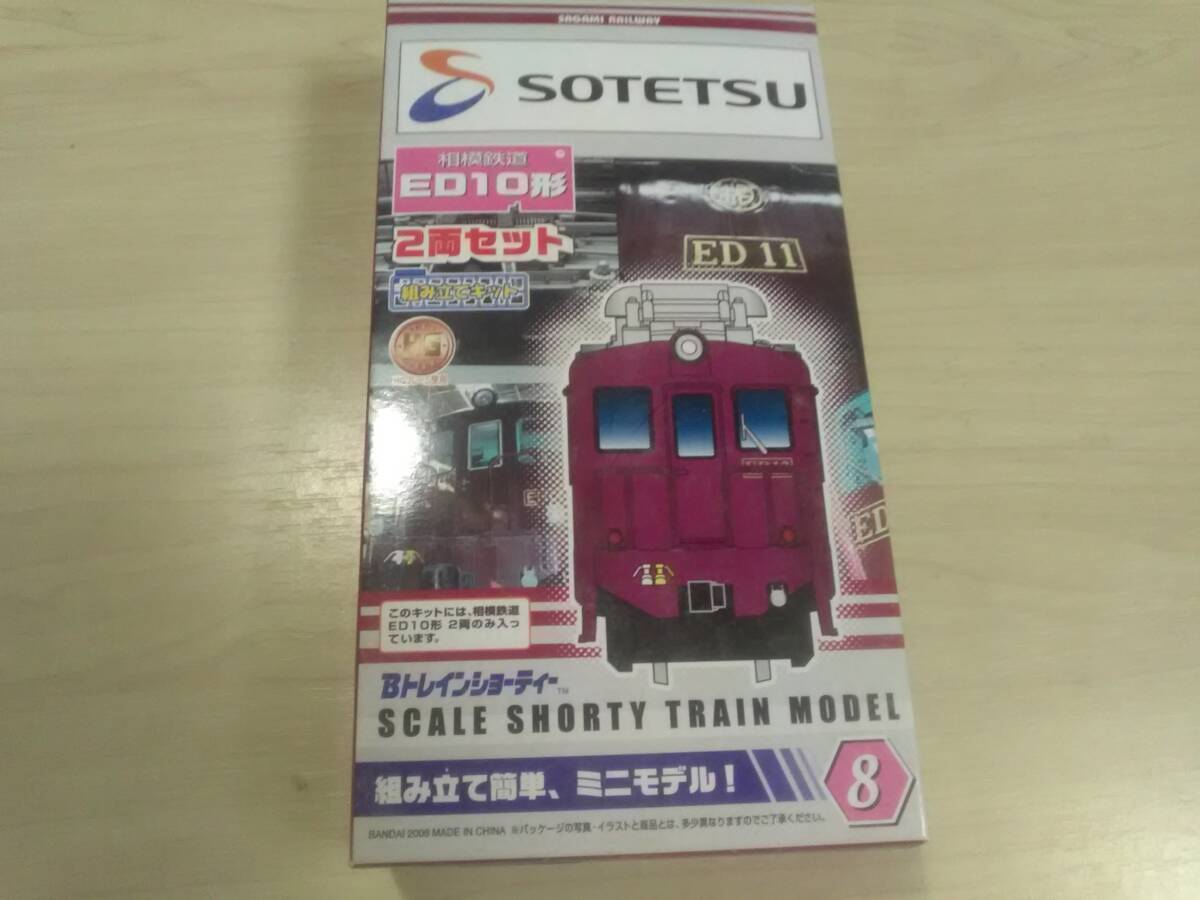 SAGAMI RAILWAY
SOTETSU
相模鉄道
ED10形
2両セット
組み立てキット
HG
ED 11
ED
このキットには、相模鉄道
ED10形 2両のみ入っ
ています。
Bトレインショーティー™
SCALE SHORTY TRAIN MODEL
組み立て簡単、ミニモデル！
8
BANDAI 2006 MADE IN CHINA ※パッケージの写真・イラストと商品とは、多少異なりますのでご了承ください。